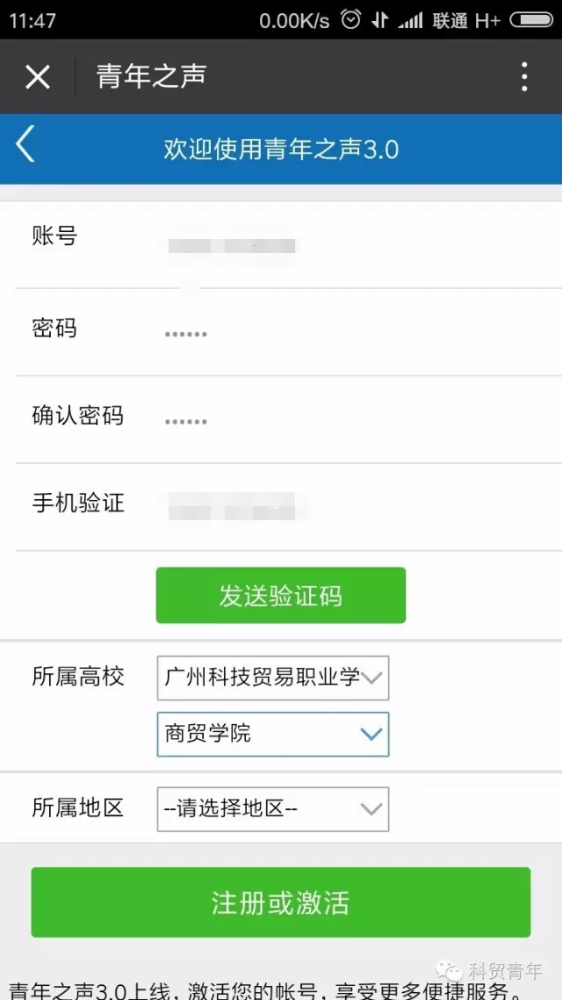 11:47 0.00K/s 联通 H+
青年之声
欢迎使用青年之声3.0
账号
密码 ••••••
确认密码 ••••••
手机验证
发送验证码
所属高校 广州科技贸易职业学
商贸学院
所属地区 --请选择地区--
注册或激活
科贸青年
青年之声3.0上线，激活您的帐号，享受更多便捷服务。